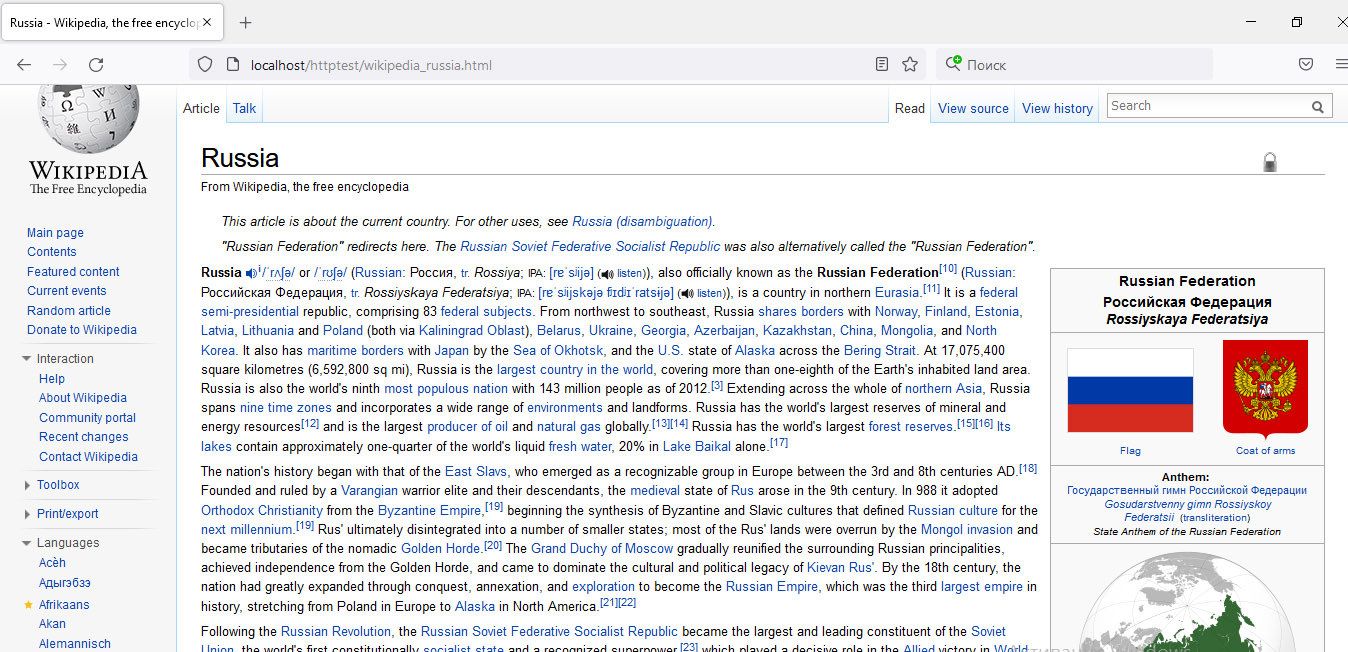 Russia - Wikipedia, the free encyclop
localhost/httptest/wikipedia_russia.html
Поиск
WIKIPEDIA
The Free Encyclopedia
Main page
Contents
Featured content
Current events
Random article
Donate to Wikipedia
Interaction
Help
About Wikipedia
Community portal
Recent changes
Contact Wikipedia
Toolbox
Print/export
Languages
Acèh
Адыгэбзэ
Afrikaans
Akan
Alemannisch
Article Talk
Read View source View history
Search
Russia
From Wikipedia, the free encyclopedia
This article is about the current country. For other uses, see Russia (disambiguation).
"Russian Federation" redirects here. The Russian Soviet Federative Socialist Republic was also alternatively called the "Russian Federation".
Russia i/ˈrʌʃə/ or /ˈrʊʃə/ (Russian: Россия, tr. Rossiya; IPA: [rɐˈsʲijə] (listen)), also officially known as the Russian Federation[10] (Russian:
Российская Федерация, tr. Rossiyskaya Federatsiya; IPA: [rɐˈsʲijskəjə fʲɪdʲɪˈratsɨjə] (listen)), is a country in northern Eurasia.[11] It is a federal
semi-presidential republic, comprising 83 federal subjects. From northwest to southeast, Russia shares borders with Norway, Finland, Estonia,
Latvia, Lithuania and Poland (both via Kaliningrad Oblast), Belarus, Ukraine, Georgia, Azerbaijan, Kazakhstan, China, Mongolia, and North
Korea. It also has maritime borders with Japan by the Sea of Okhotsk, and the U.S. state of Alaska across the Bering Strait. At 17,075,400
square kilometres (6,592,800 sq mi), Russia is the largest country in the world, covering more than one-eighth of the Earth's inhabited land area.
Russia is also the world's ninth most populous nation with 143 million people as of 2012.[3] Extending across the whole of northern Asia, Russia
spans nine time zones and incorporates a wide range of environments and landforms. Russia has the world's largest reserves of mineral and
energy resources[12] and is the largest producer of oil and natural gas globally.[13][14] Russia has the world's largest forest reserves.[15][16] Its
lakes contain approximately one-quarter of the world's liquid fresh water, 20% in Lake Baikal alone.[17]
The nation's history began with that of the East Slavs, who emerged as a recognizable group in Europe between the 3rd and 8th centuries AD.[18]
Founded and ruled by a Varangian warrior elite and their descendants, the medieval state of Rus arose in the 9th century. In 988 it adopted
Orthodox Christianity from the Byzantine Empire,[19] beginning the synthesis of Byzantine and Slavic cultures that defined Russian culture for the
next millennium.[19] Rus' ultimately disintegrated into a number of smaller states; most of the Rus' lands were overrun by the Mongol invasion and
became tributaries of the nomadic Golden Horde.[20] The Grand Duchy of Moscow gradually reunified the surrounding Russian principalities,
achieved independence from the Golden Horde, and came to dominate the cultural and political legacy of Kievan Rus'. By the 18th century, the
nation had greatly expanded through conquest, annexation, and exploration to become the Russian Empire, which was the third largest empire in
history, stretching from Poland in Europe to Alaska in North America.[21][22]
Following the Russian Revolution, the Russian Soviet Federative Socialist Republic became the largest and leading constituent of the Soviet
Union, the world's first constitutionally socialist state and a recognized superpower,[23] which played a decisive role in the Allied victory in World
Russian Federation
Российская Федерация
Rossiyskaya Federatsiya
Flag
Coat of arms
Anthem:
Государственный гимн Российской Федерации
Gosudarstvenny gimn Rossiyskoy
Federatsii (transliteration)
State Anthem of the Russian Federation